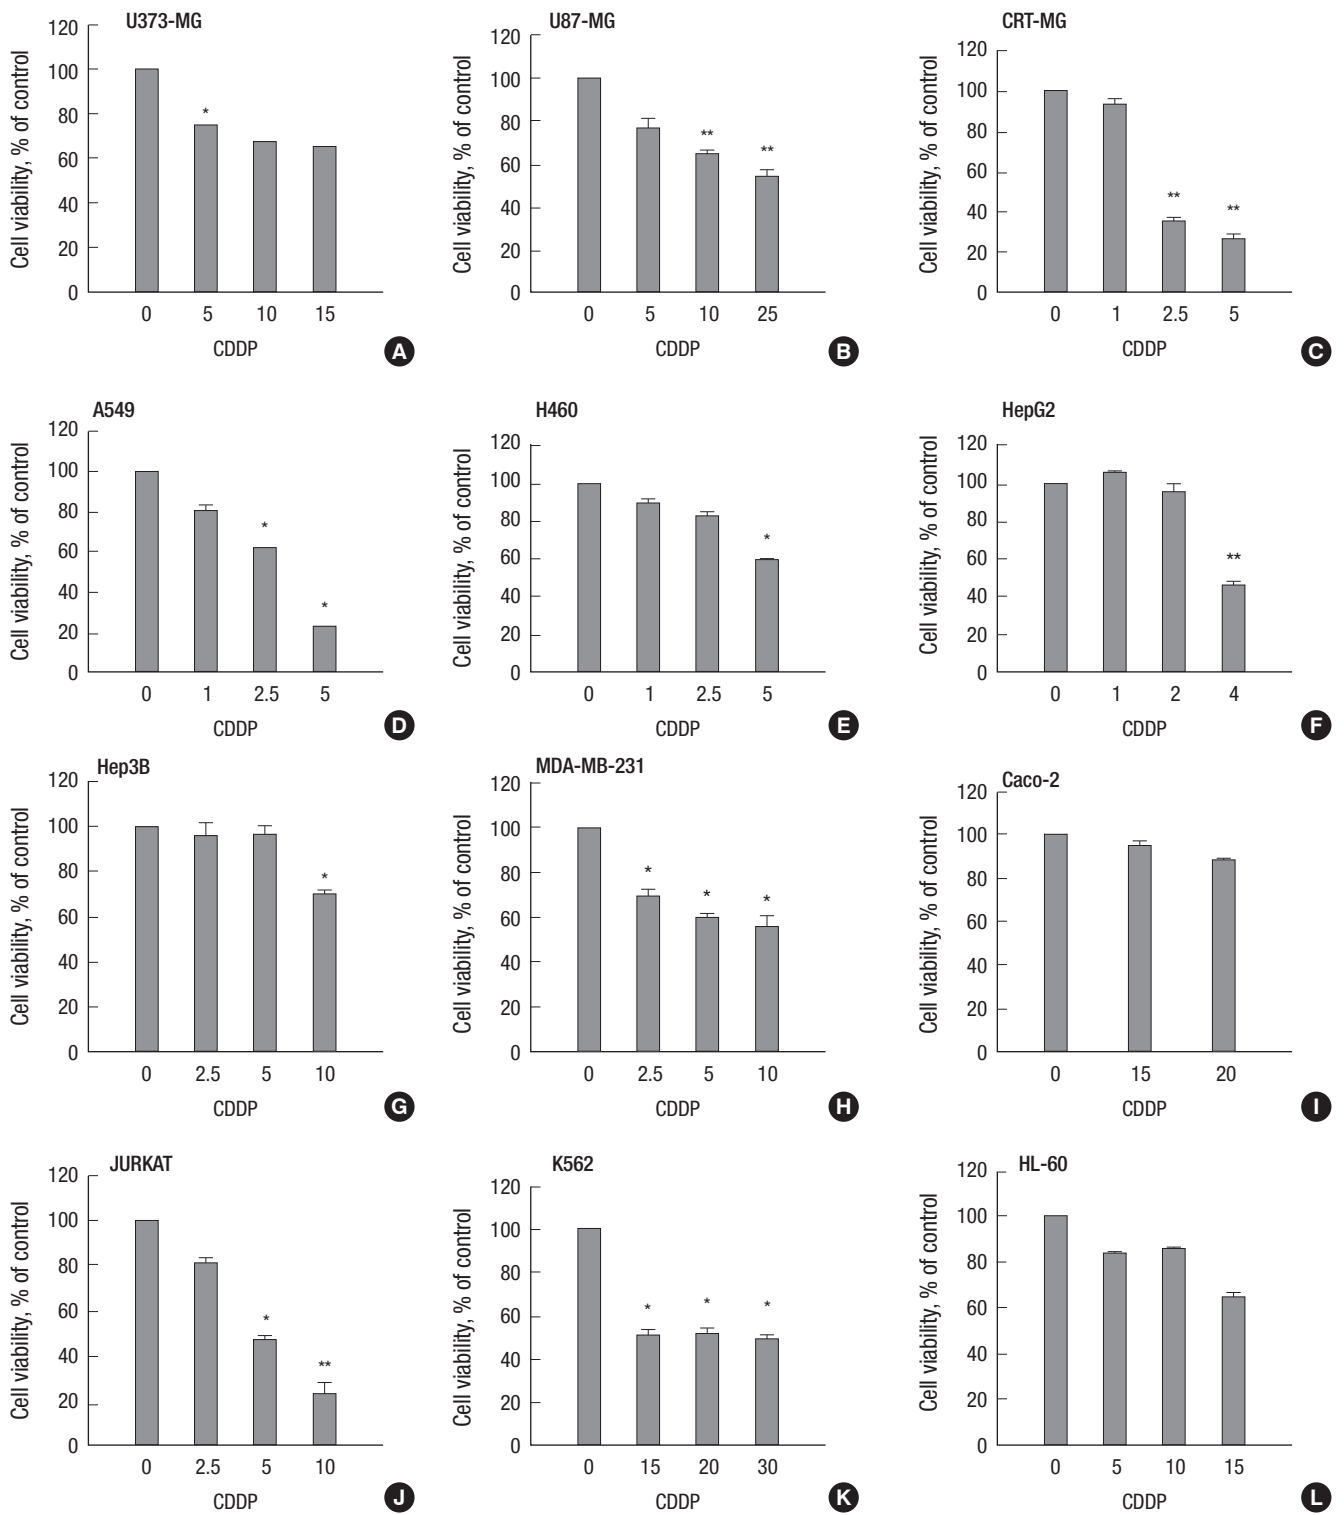 U373-MG
Cell viability, % of control
120
100
80
60
40
20
0
*
0 5 10 15
CDDP
A
U87-MG
Cell viability, % of control
120
100
80
60
40
20
0
** **
0 5 10 25
CDDP
B
CRT-MG
Cell viability, % of control
120
100
80
60
40
20
0
** **
0 1 2.5 5
CDDP
C
A549
Cell viability, % of control
120
100
80
60
40
20
0
* *
0 1 2.5 5
CDDP
D
H460
Cell viability, % of control
120
100
80
60
40
20
0
*
0 1 2.5 5
CDDP
E
HepG2
Cell viability, % of control
120
100
80
60
40
20
0
**
0 1 2 4
CDDP
F
Hep3B
Cell viability, % of control
120
100
80
60
40
20
0
*
0 2.5 5 10
CDDP
G
MDA-MB-231
Cell viability, % of control
120
100
80
60
40
20
0
* * *
0 2.5 5 10
CDDP
H
Caco-2
Cell viability, % of control
120
100
80
60
40
20
0
0 15 20
CDDP
I
JURKAT
Cell viability, % of control
120
100
80
60
40
20
0
* **
0 2.5 5 10
CDDP
J
K562
Cell viability, % of control
120
100
80
60
40
20
0
* * *
0 15 20 30
CDDP
K
HL-60
Cell viability, % of control
120
100
80
60
40
20
0
0 5 10 15
CDDP
L